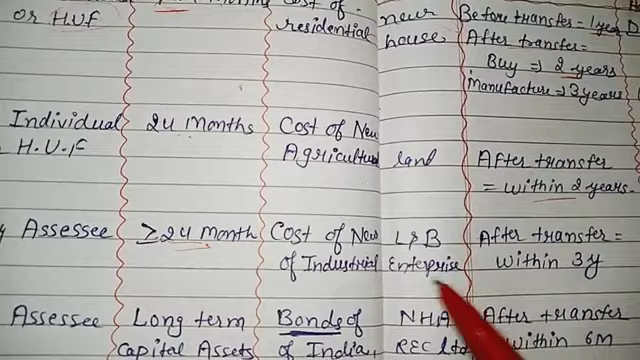 or HUF
Cost of
residential
new
house.
Before transfer = 1 year
After transfer =
Buy => 2 years
manufacture => 3 years
Individual
H.U.F
24 Months
Cost of New
Agricultural land
After transfer
= within 2 years.
Assessee
≥ 24 month
Cost of New L&B
of Industrial Enterprise
After transfer =
within 3y
Assessee
Long term
Capital Assets
Bonds of NHA
of India, REC Ltd
After transfer
within 6M